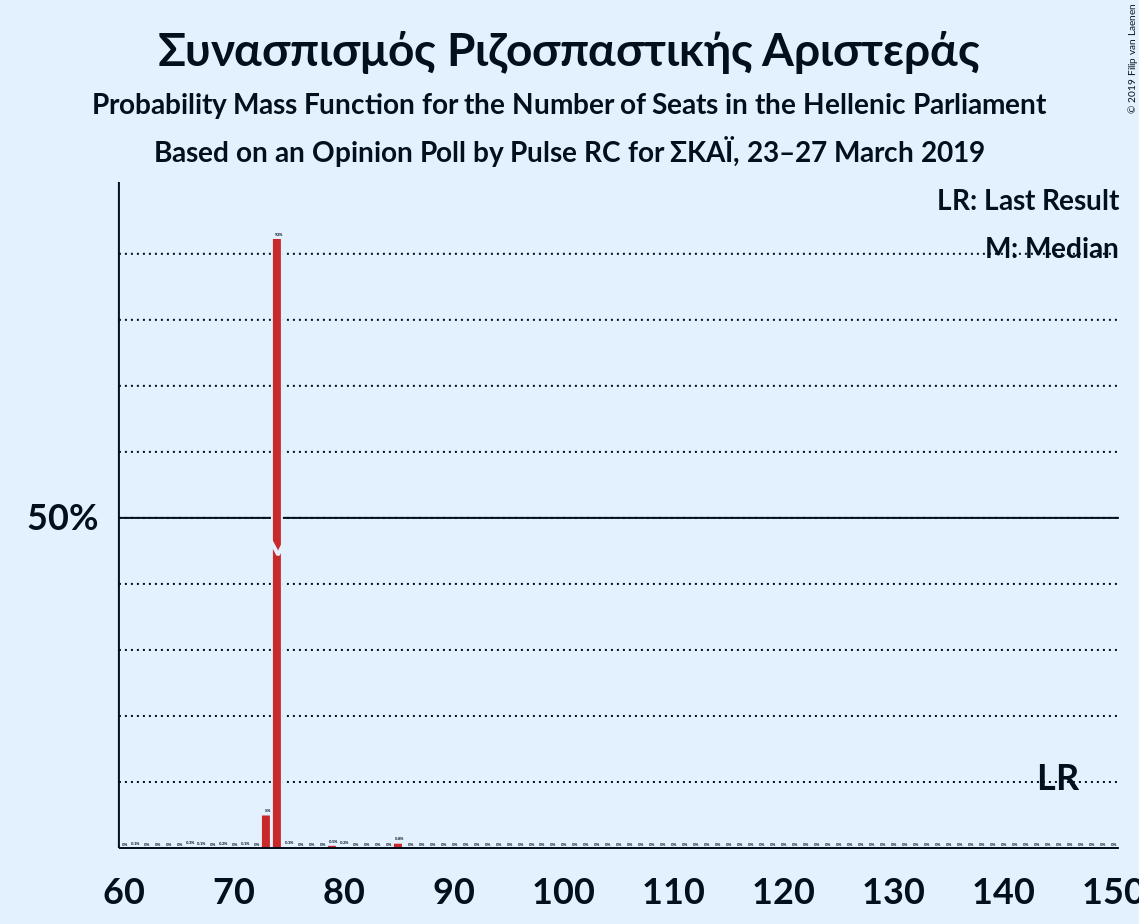 Συνασπισμός Ριζοσπαστικής Αριστεράς
Probability Mass Function for the Number of Seats in the Hellenic Parliament
Based on an Opinion Poll by Pulse RC for ΣΚΑΪ, 23–27 March 2019
© 2019 Filip van Laenen
LR: Last Result
M: Median
50%
LR
60 70 80 90 100 110 120 130 140 150